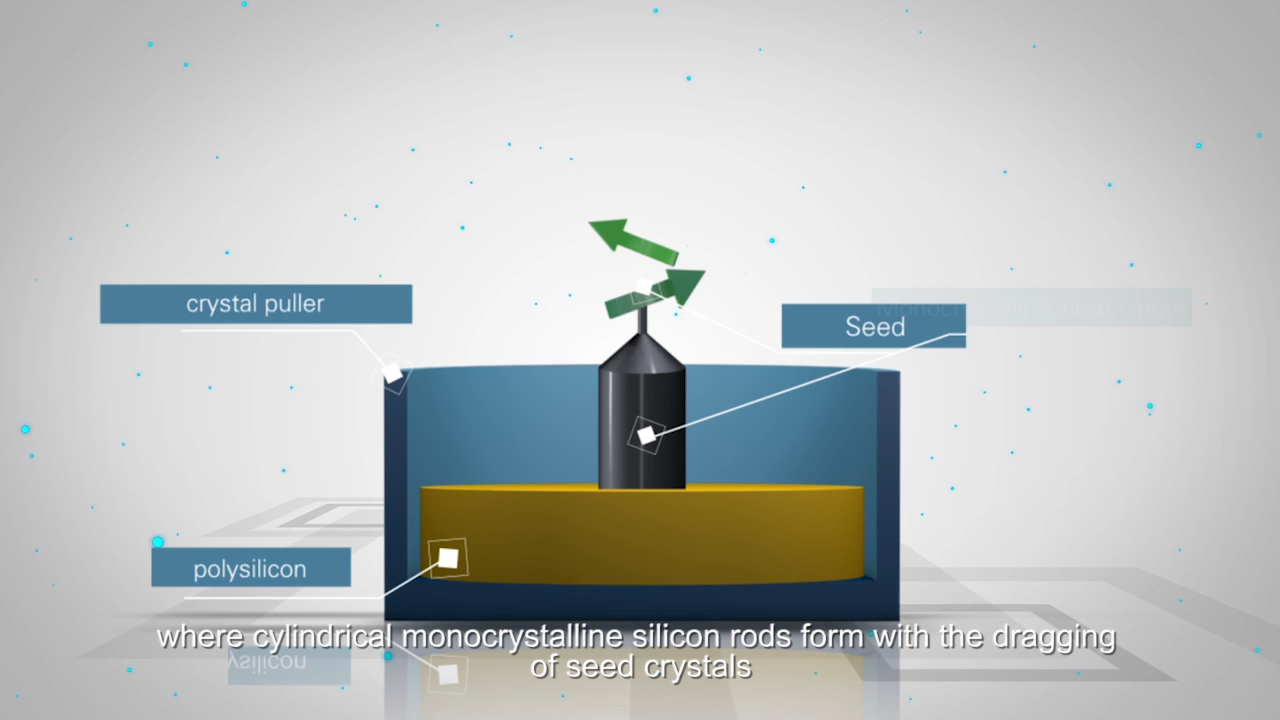 crystal puller
Seed
polysilicon
where cylindrical monocrystalline silicon rods form with the dragging
of seed crystals